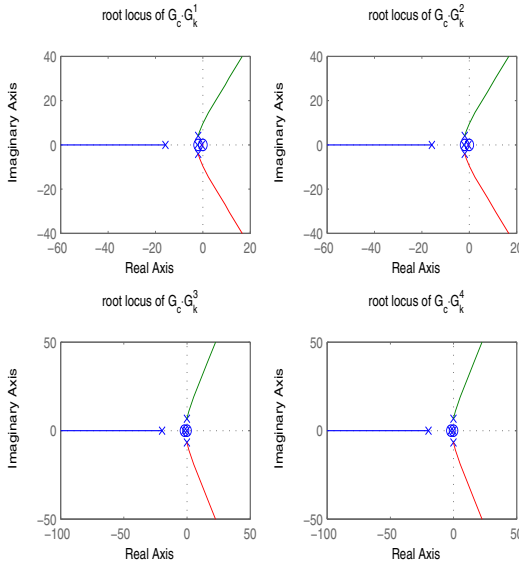 root locus of G_c·G_k^1
root locus of G_c·G_k^2
40
20
0
−20
−40
Imaginary Axis
−60
−40
−20
0
20
Real Axis
40
20
0
−20
−40
Imaginary Axis
−60
−40
−20
0
20
Real Axis
root locus of G_c·G_k^3
root locus of G_c·G_k^4
50
0
−50
Imaginary Axis
−100
−50
0
50
Real Axis
50
0
−50
Imaginary Axis
−100
−50
0
50
Real Axis